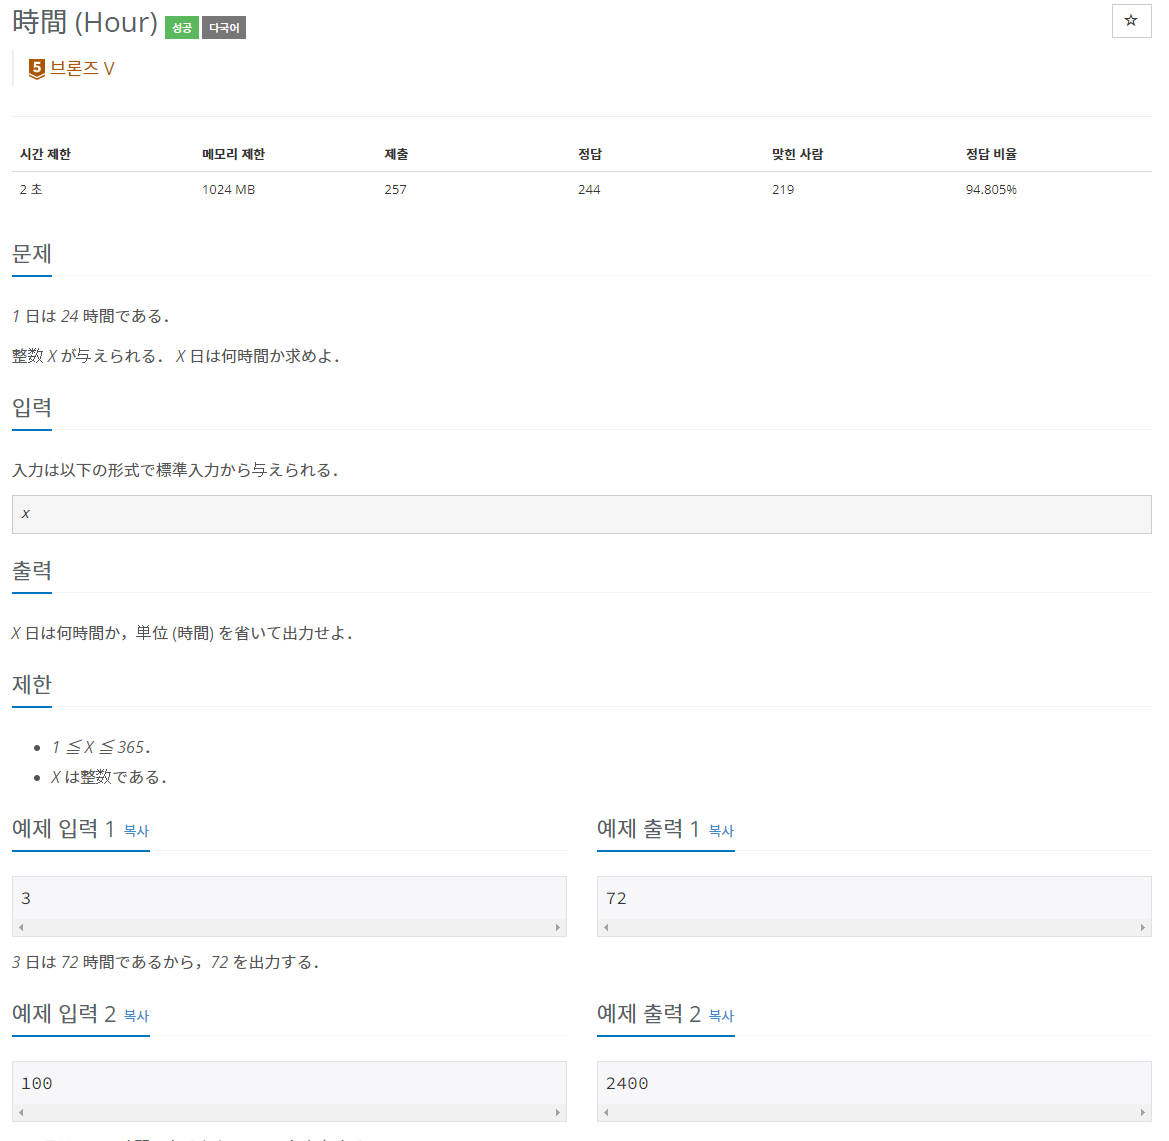 時間 (Hour) 성공 다국어
☆
5 브론즈 V
시간 제한 메모리 제한 제출 정답 맞힌 사람 정답 비율
2 초 1024 MB 257 244 219 94.805%
문제
1 日は 24 時間である．
整数 X が与えられる． X 日は何時間か求めよ．
입력
入力は以下の形式で標準入力から与えられる．
X
출력
X 日は何時間か，単位 (時間) を省いて出力せよ．
제한
• 1 ≦ X ≦ 365．
• X は整数である．
예제 입력 1 복사
예제 출력 1 복사
3
72
3 日は 72 時間であるから，72 を出力する．
예제 입력 2 복사
예제 출력 2 복사
100
2400